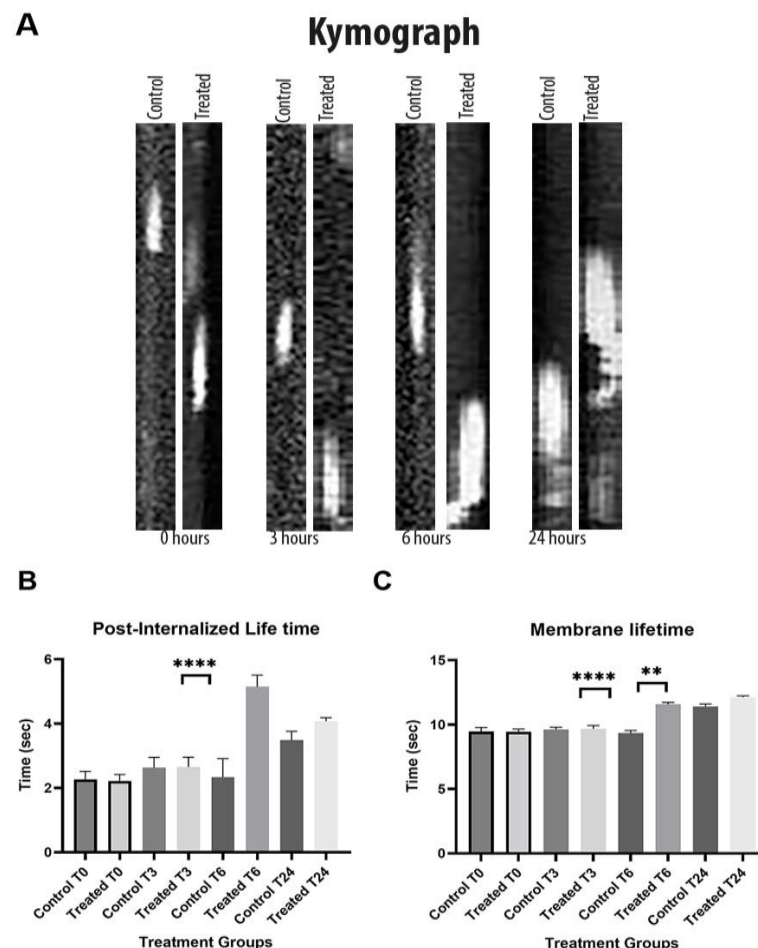 A
Kymograph
Control Treated Control Treated Control Treated Control Treated
0 hours 3 hours 6 hours 24 hours
B
Post-Internalized Life time
****
6
4
2
0
Time (sec)
Control T0 Treated T0 Control T3 Treated T3 Control T6 Treated T6 Control T24 Treated T24
Treatment Groups
C
Membrane lifetime
**** **
15
10
5
0
Time (sec)
Control T0 Treated T0 Control T3 Treated T3 Control T6 Treated T6 Control T24 Treated T24
Treatment Groups